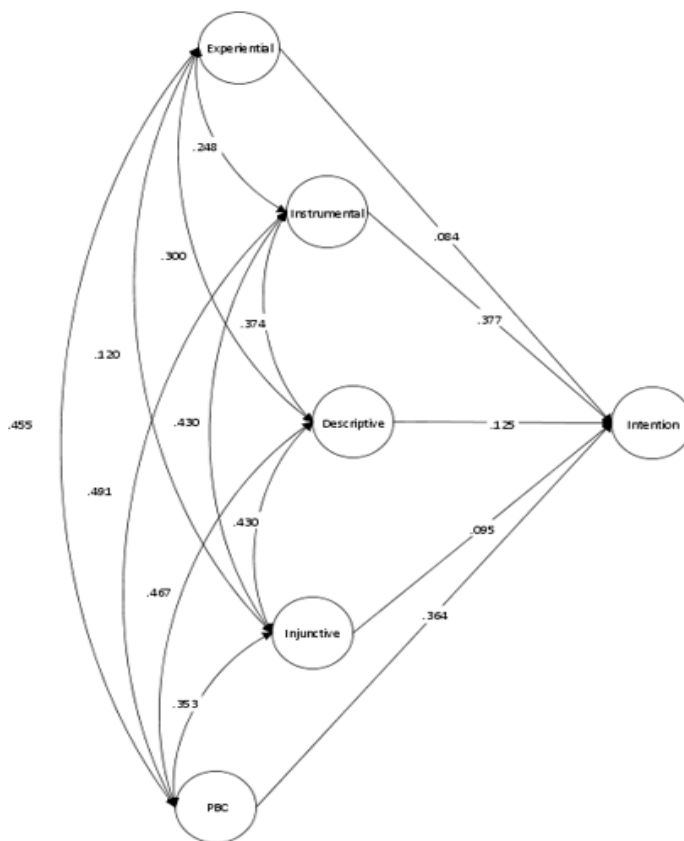 Experiential
.248
Instrumental
.084
.300
.377
.374
.120
.455
.430
Descriptive
.125
Intention
.491
.430
.095
.467
Injunctive
.364
.353
PBC